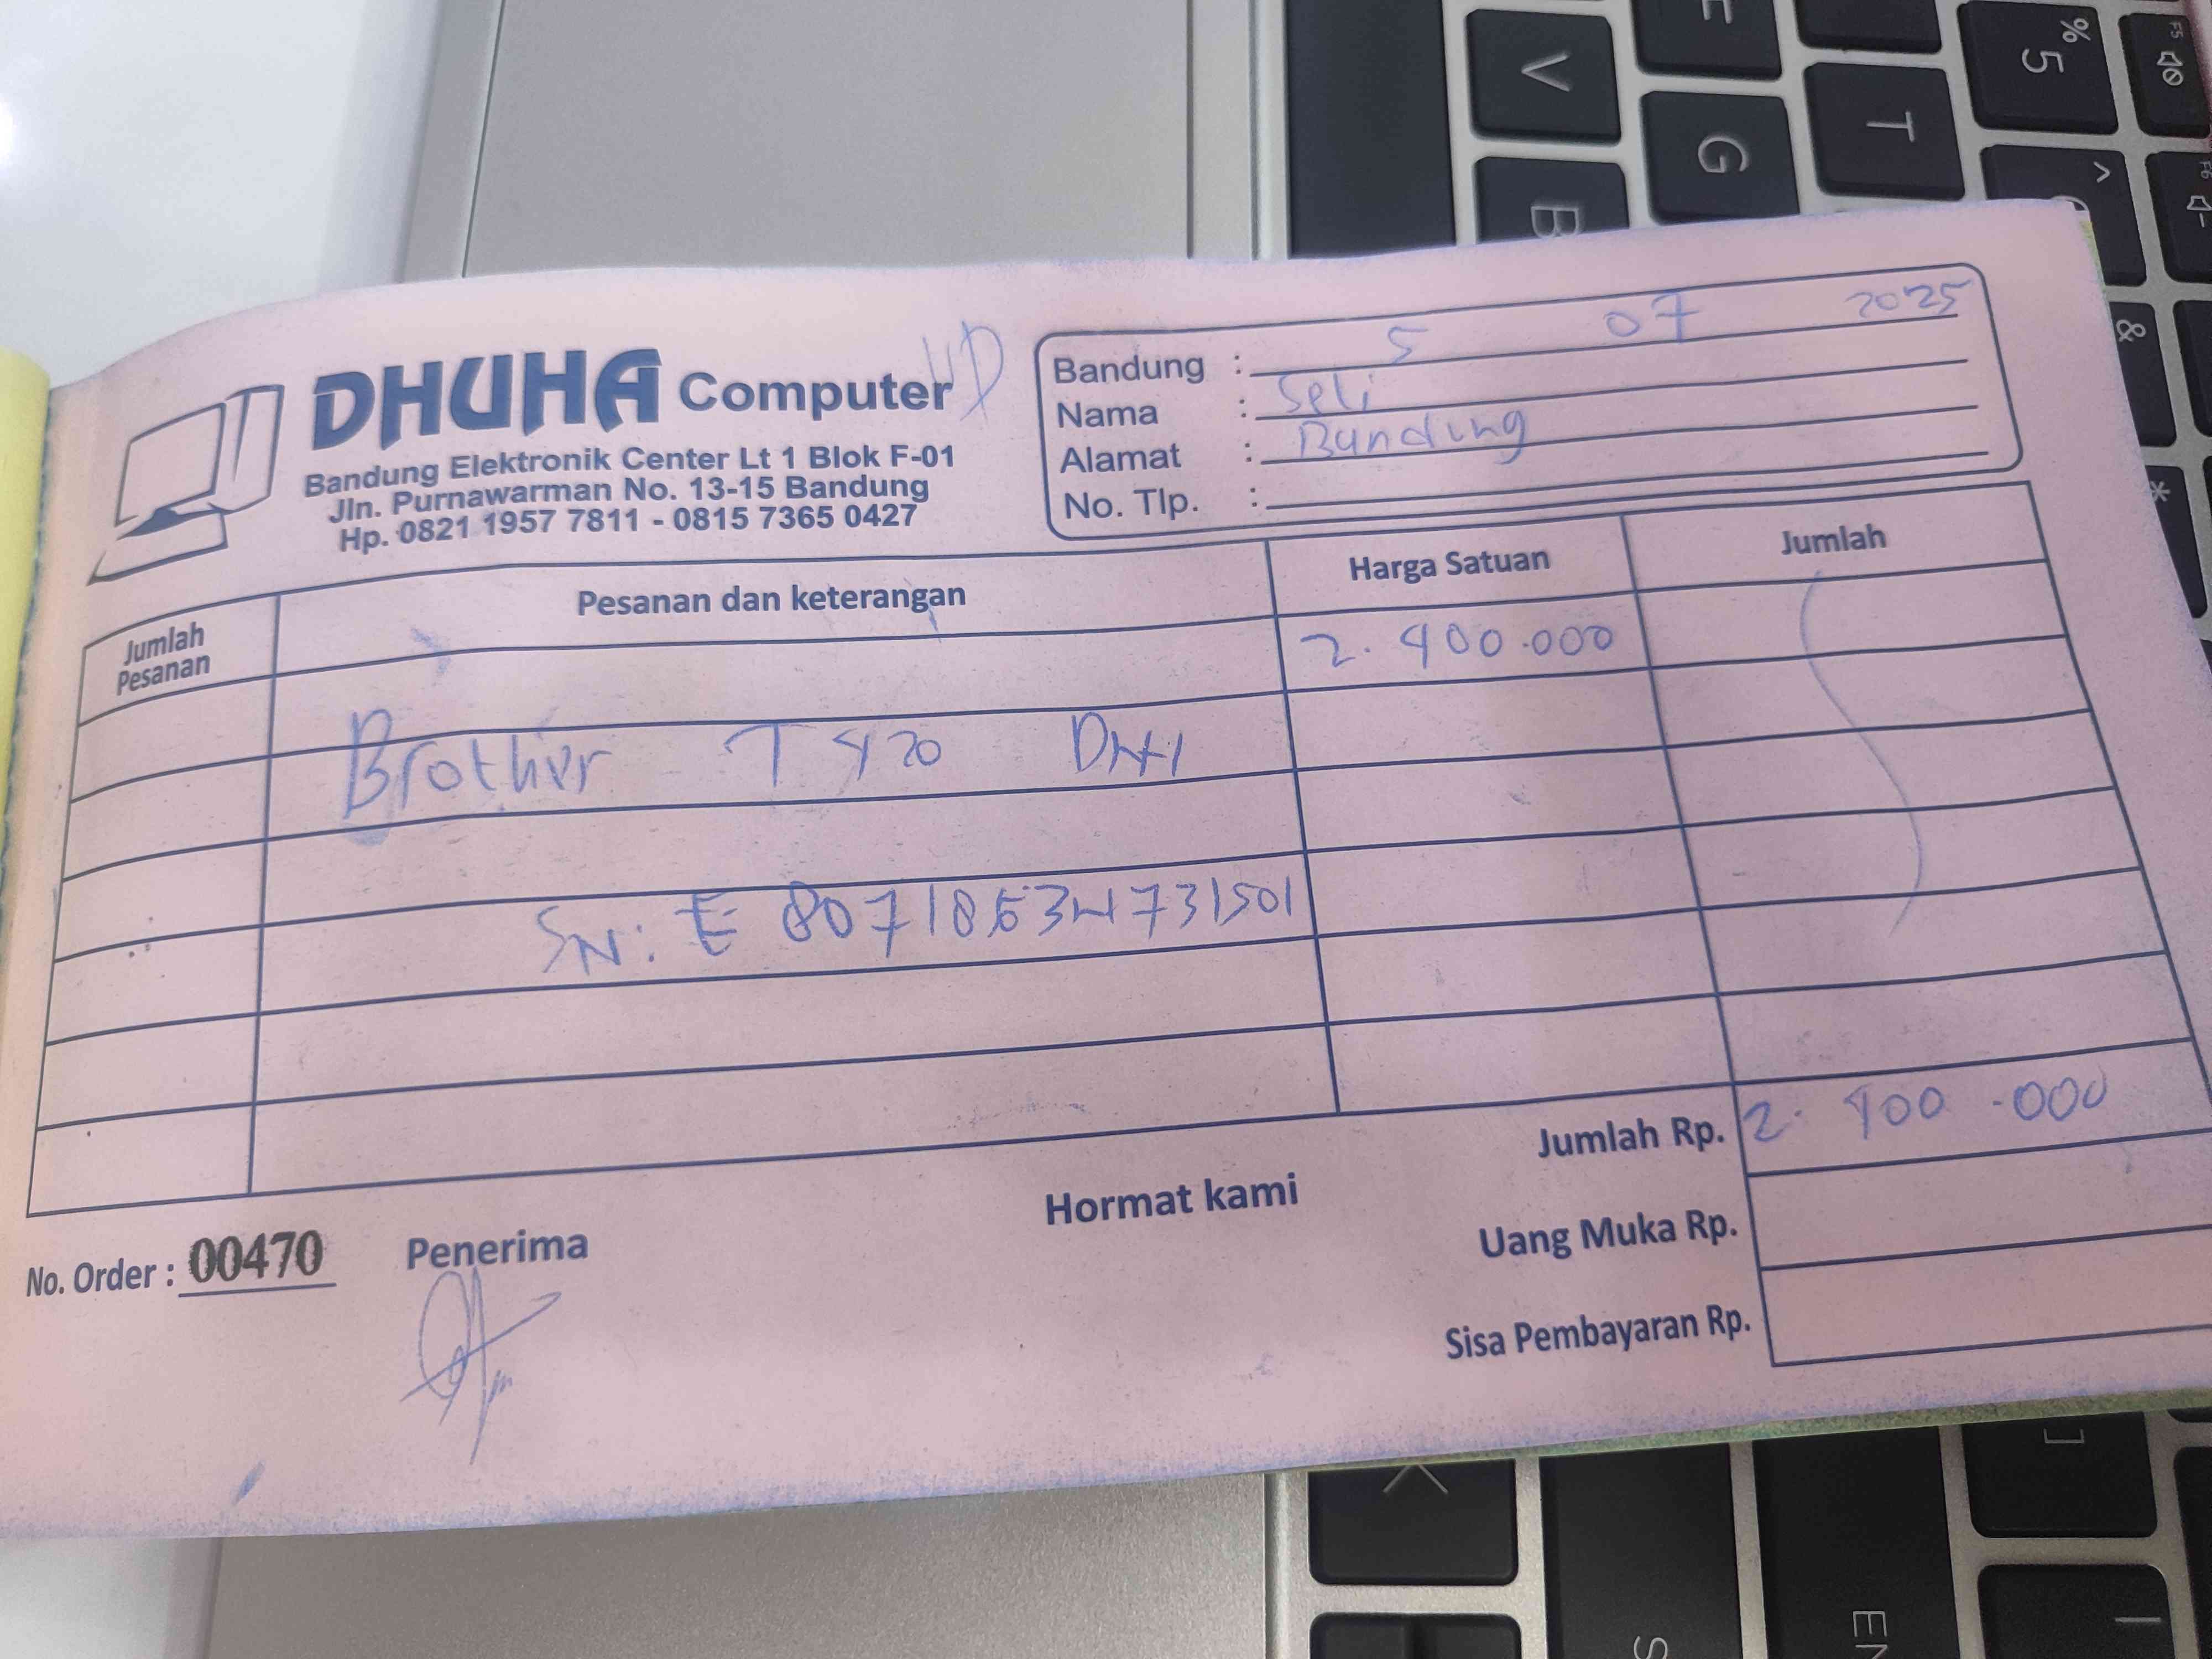 DHUHA Computer
Bandung Elektronik Center Lt 1 Blok F-01
Jln. Purnawarman No. 13-15 Bandung
Hp. 0821 1957 7811 - 0815 7365 0427
Bandung : 5 07 2025
Nama : Seli
Alamat : Bandung
No. Tlp. :
Jumlah Pesanan
Pesanan dan keterangan
Harga Satuan
Jumlah
2.400.000
Brother T420
SN: E
Jumlah Rp. 2.400.000
Uang Muka Rp.
Sisa Pembayaran Rp.
Hormat kami
No. Order : 00470
Penerima
V
G
T
% 5
F5
B
^
F6
&
*